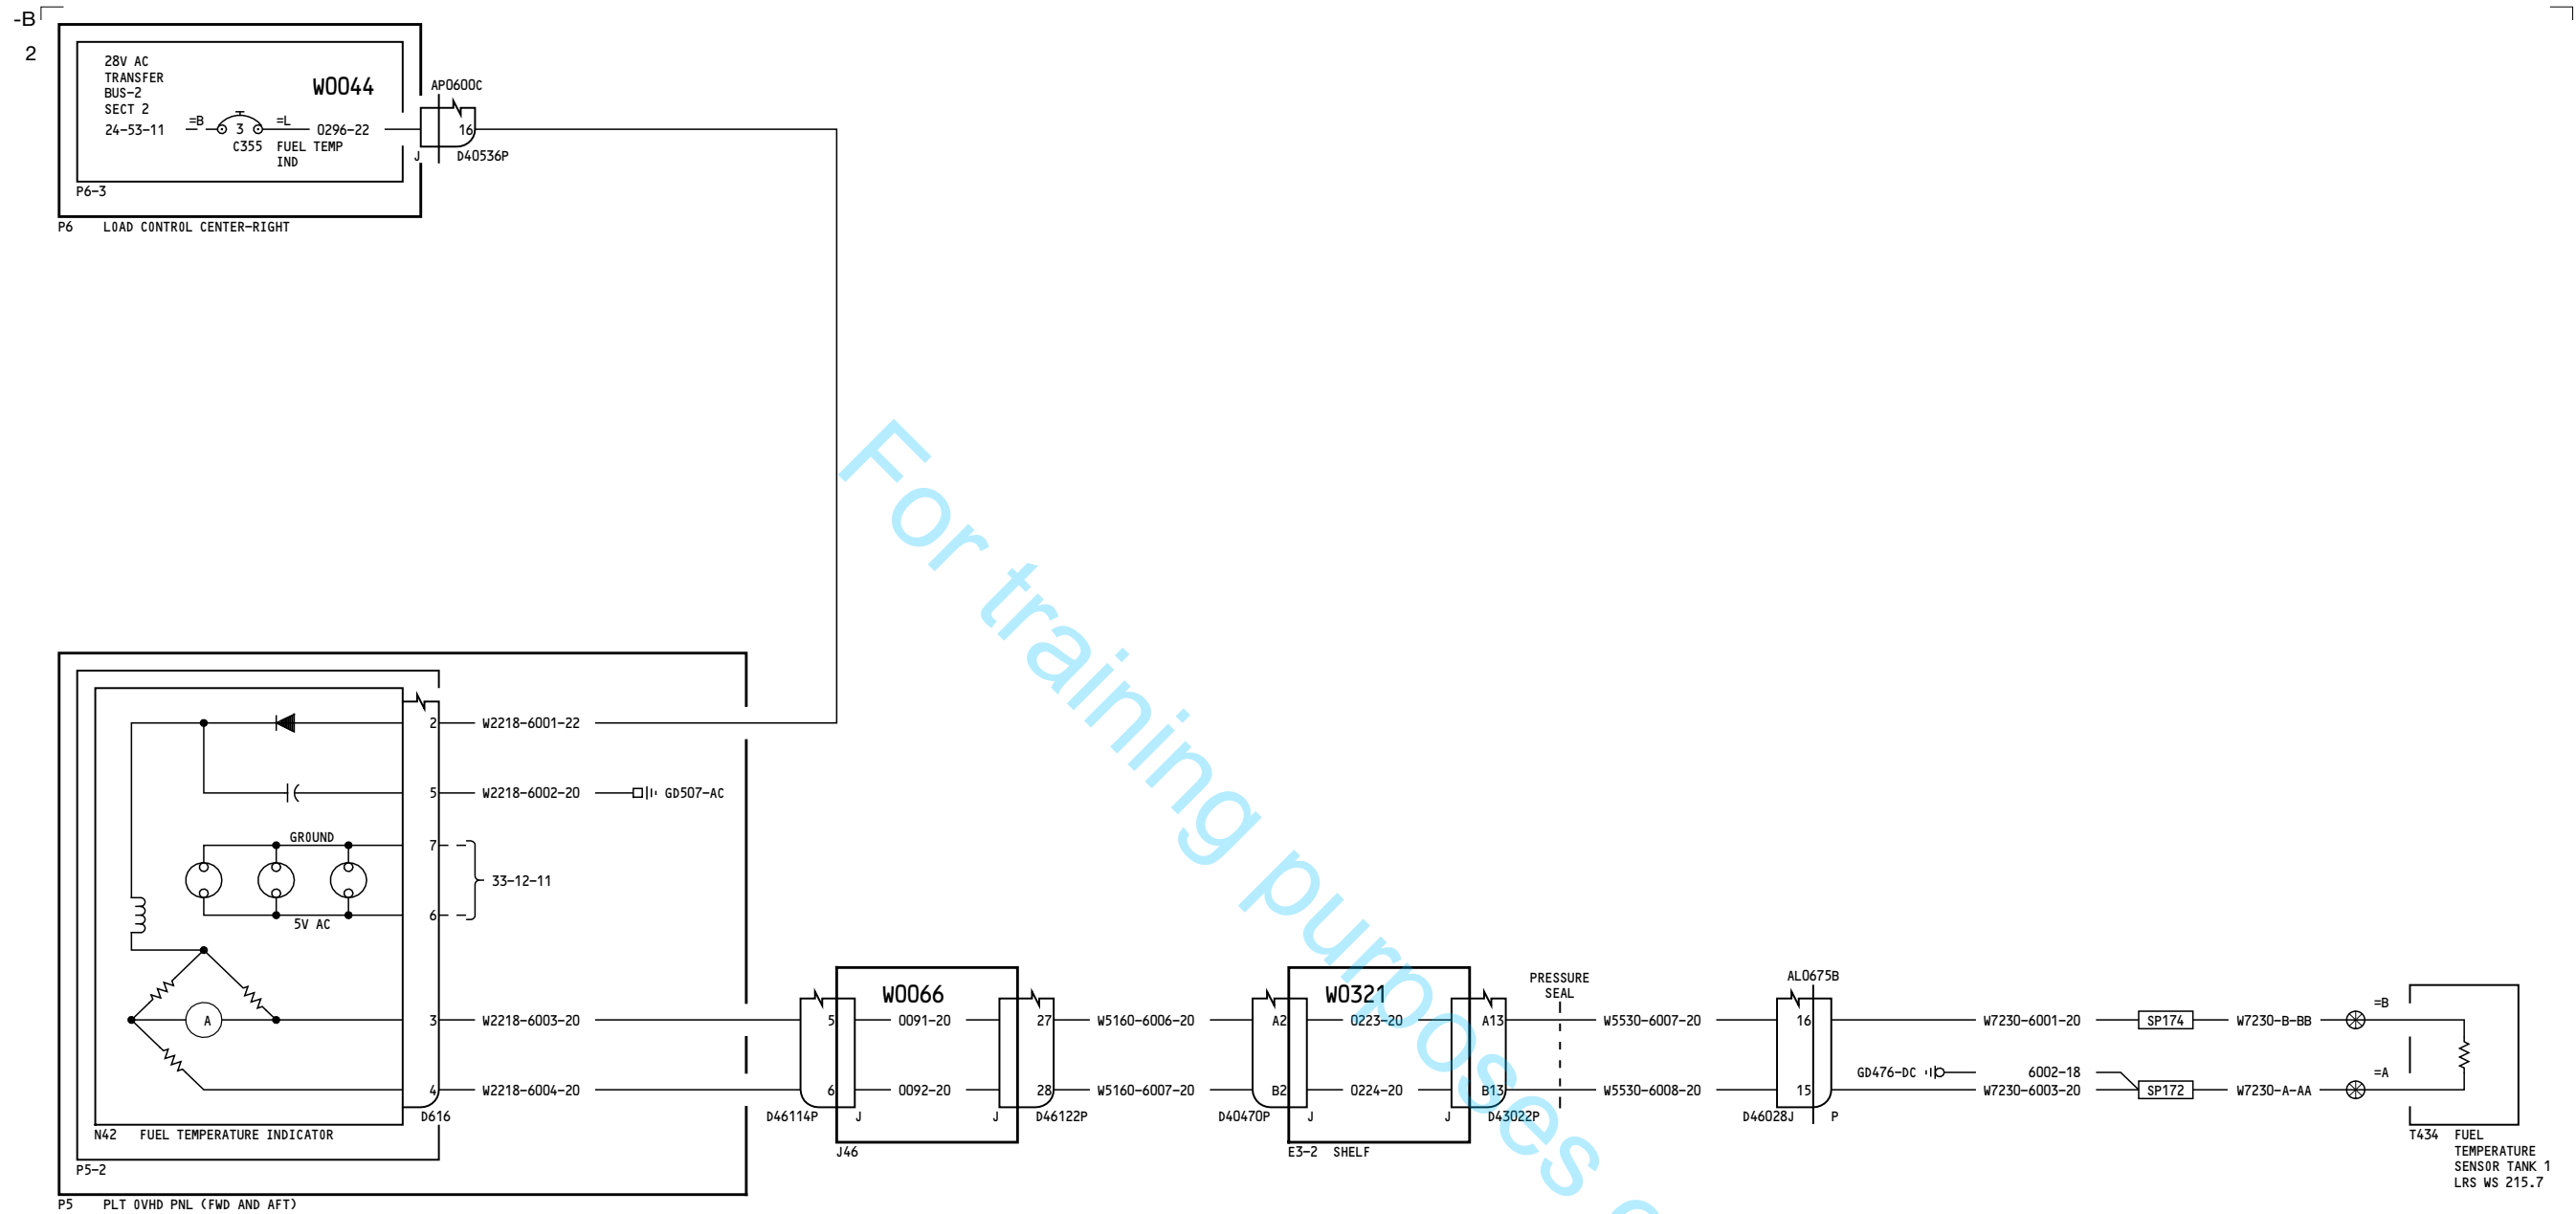 -B
2
28V AC
TRANSFER
BUS-2
SECT 2
24-53-11
=B
3
=L
C355
FUEL TEMP
IND
W0044
0296-22
AP0600C
16
J
D40536P
P6-3
P6 LOAD CONTROL CENTER-RIGHT
2
W2218-6001-22
5
W2218-6002-20
GD507-AC
GROUND
7
33-12-11
6
5V AC
A
3
W2218-6003-20
4
W2218-6004-20
D616
N42 FUEL TEMPERATURE INDICATOR
P5-2
P5 PLT OVHD PNL (FWD AND AFT)
W0066
5
0091-20
27
W5160-6006-20
6
0092-20
28
W5160-6007-20
D46114P
J
J
D46122P
J46
W0321
A2
0223-20
A13
B2
0224-20
B13
D40470P
J
J
D43022P
E3-2 SHELF
PRESSURE
SEAL
W5530-6007-20
W5530-6008-20
AL0675B
16
15
D46028J
P
W7230-6001-20
SP174
W7230-B-BB
=B
GD476-DC
6002-18
W7230-6003-20
SP172
W7230-A-AA
=A
T434 FUEL
TEMPERATURE
SENSOR TANK 1
LRS WS 215.7
For training purposes